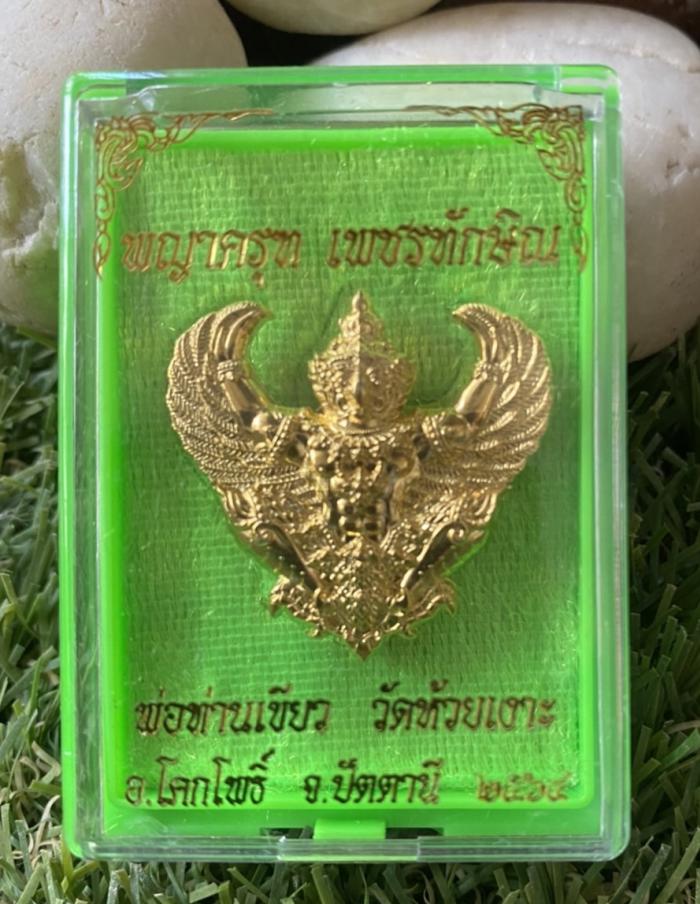 พญาครุฑ เพชรทักษิณ
พ่อท่านเขียว วัดห้วยเงาะ
อ.โคกโพธิ์ จ.ปัตตานี ๒๕๖๔